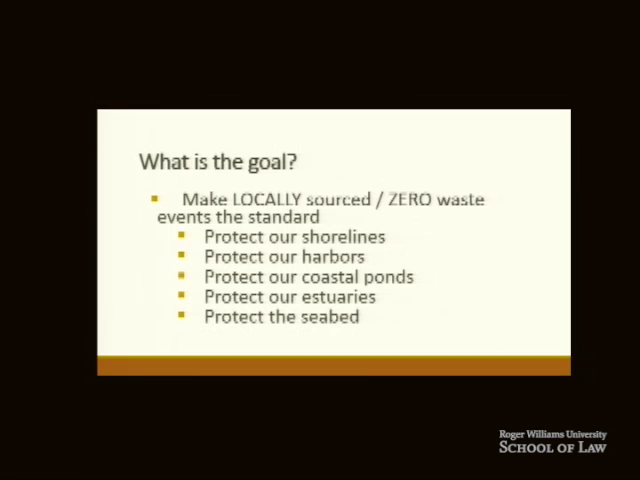 What is the goal?
Make LOCALLY sourced / ZERO waste
events the standard
Protect our shorelines
Protect our harbors
Protect our coastal ponds
Protect our estuaries
Protect the seabed
Roger Williams University
SCHOOL OF LAW